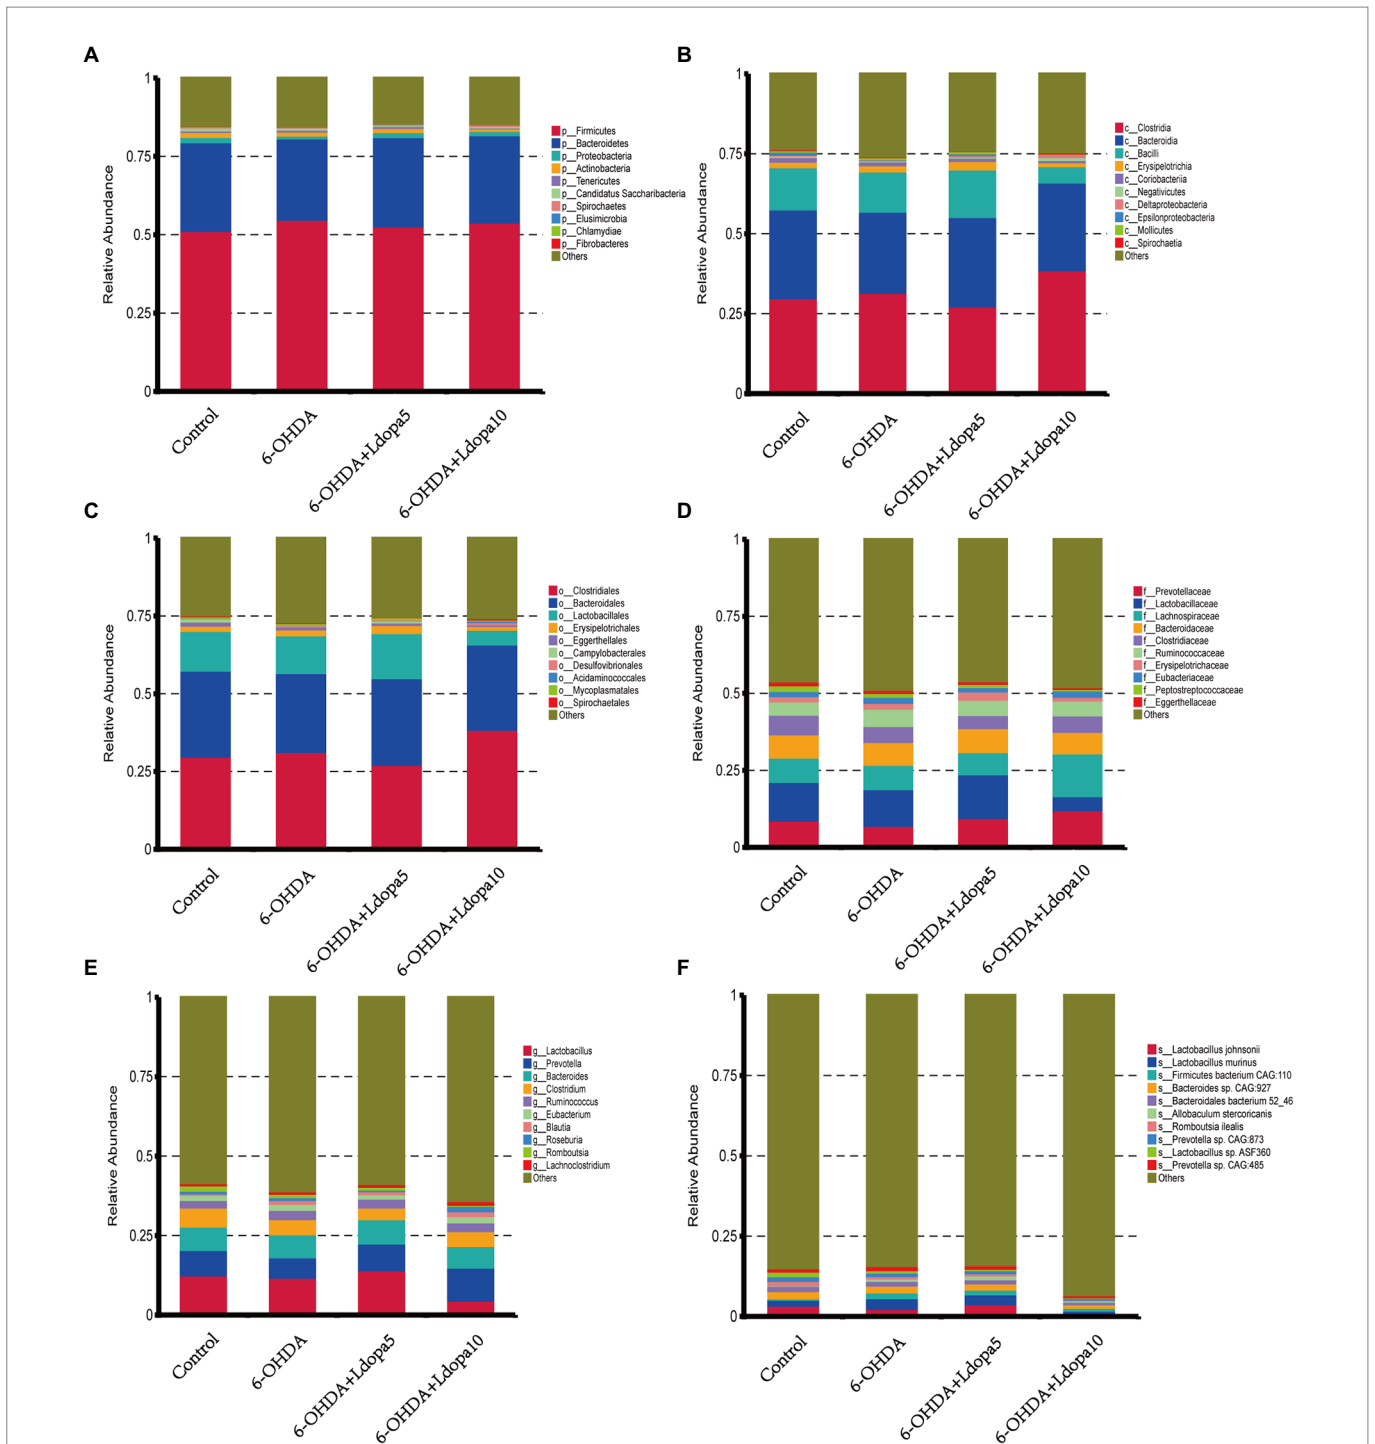 A
1
0.75
0.5
0.25
0
Relative Abundance
Control
6-OHDA
6-OHDA+Ldopa5
6-OHDA+Ldopa10
p__Firmicutes
p__Bacteroidetes
p__Proteobacteria
p__Actinobacteria
p__Tenericutes
p__Candidatus Saccharibacteria
p__Spirochaetes
p__Elusimicrobia
p__Chlamydiae
p__Fibrobacteres
Others
B
1
0.75
0.5
0.25
0
Relative Abundance
Control
6-OHDA
6-OHDA+Ldopa5
6-OHDA+Ldopa10
c__Clostridia
c__Bacteroidia
c__Bacilli
c__Erysipelotrichia
c__Coriobacteriia
c__Negativicutes
c__Deltaproteobacteria
c__Epsilonproteobacteria
c__Mollicutes
c__Spirochaetia
Others
C
1
0.75
0.5
0.25
0
Relative Abundance
Control
6-OHDA
6-OHDA+Ldopa5
6-OHDA+Ldopa10
o__Clostridiales
o__Bacteroidales
o__Lactobacillales
o__Erysipelotrichales
o__Eggerthellales
o__Campylobacterales
o__Desulfovibrionales
o__Acidaminococcales
o__Mycoplasmatales
o__Spirochaetales
Others
D
1
0.75
0.5
0.25
0
Relative Abundance
Control
6-OHDA
6-OHDA+Ldopa5
6-OHDA+Ldopa10
f__Prevotellaceae
f__Lactobacillaceae
f__Lachnospiraceae
f__Bacteroidaceae
f__Clostridiaceae
f__Ruminococcaceae
f__Erysipelotrichaceae
f__Eubacteriaceae
f__Peptostreptococcaceae
f__Eggerthellaceae
Others
E
1
0.75
0.5
0.25
0
Relative Abundance
Control
6-OHDA
6-OHDA+Ldopa5
6-OHDA+Ldopa10
g__Lactobacillus
g__Prevotella
g__Bacteroides
g__Clostridium
g__Ruminococcus
g__Eubacterium
g__Blautia
g__Roseburia
g__Romboutsia
g__Lachnoclostridium
Others
F
1
0.75
0.5
0.25
0
Relative Abundance
Control
6-OHDA
6-OHDA+Ldopa5
6-OHDA+Ldopa10
s__Lactobacillus johnsonii
s__Lactobacillus murinus
s__Firmicutes bacterium CAG:110
s__Bacteroides sp. CAG:927
s__Bacteroidales bacterium 52_46
s__Allobaculum stercoricanis
s__Romboutsia ilealis
s__Prevotella sp. CAG:873
s__Lactobacillus sp. ASF360
s__Prevotella sp. CAG:485
Others